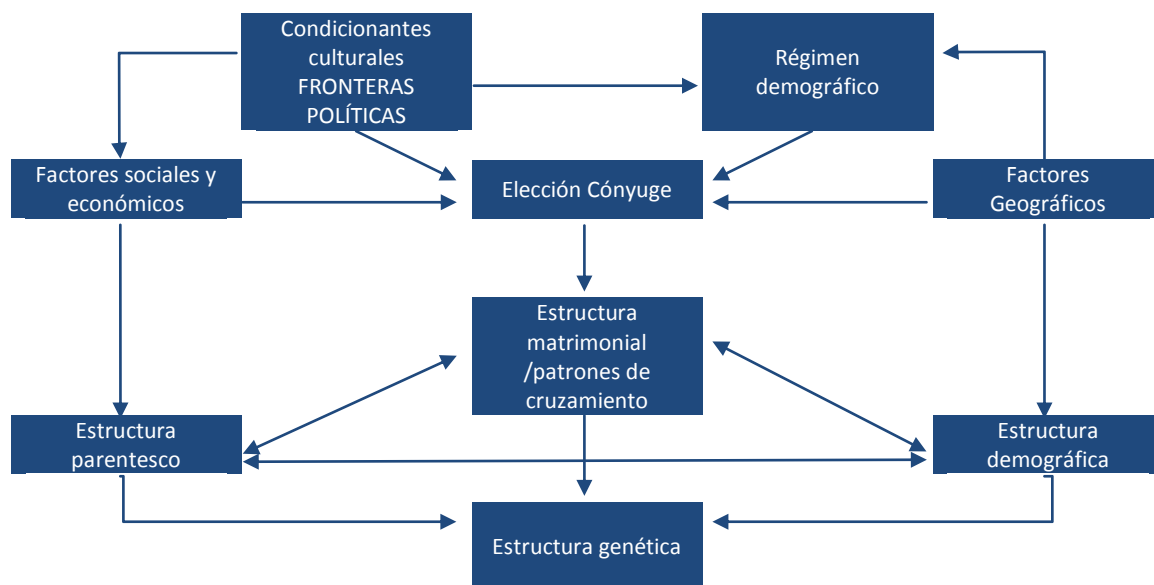 Condicionantes
culturales
FRONTERAS
POLÍTICAS
Régimen
demográfico
Factores sociales y
económicos
Elección Cónyuge
Factores
Geográficos
Estructura
matrimonial
/patrones de
cruzamiento
Estructura
parentesco
Estructura
demográfica
Estructura genética